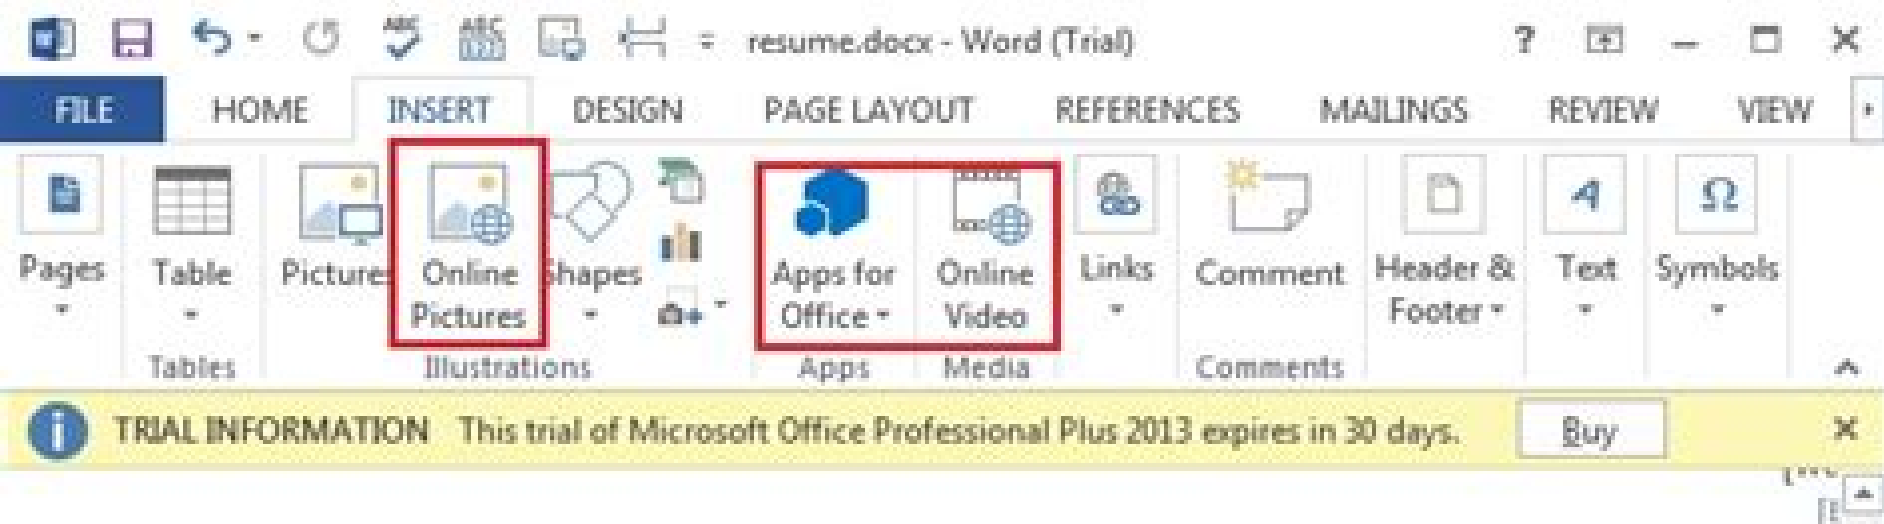 resume.docx - Word (Trial)
FILE HOME INSERT DESIGN PAGE LAYOUT REFERENCES MAILINGS REVIEW VIEW
Pages Table Pictures Online Pictures Shapes Apps for Office Online Video Links Comment Header & Footer Text Symbols
Tables Illustrations Apps Media Comments
TRIAL INFORMATION This trial of Microsoft Office Professional Plus 2013 expires in 30 days. Buy